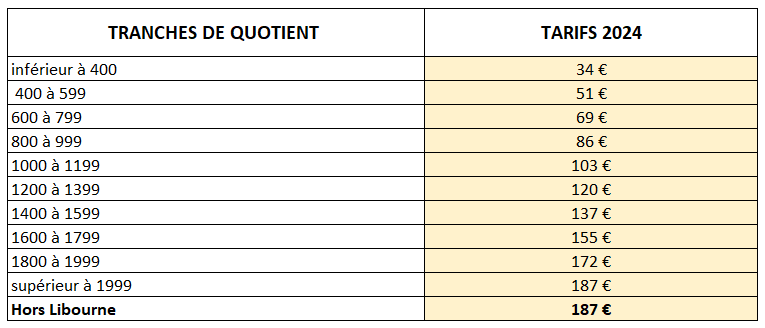 TRANCHES DE QUOTIENT TARIFS 2024
inférieur à 400 34 €
400 à 599 51 €
600 à 799 69 €
800 à 999 86 €
1000 à 1199 103 €
1200 à 1399 120 €
1400 à 1599 137 €
1600 à 1799 155 €
1800 à 1999 172 €
supérieur à 1999 187 €
Hors Libourne 187 €